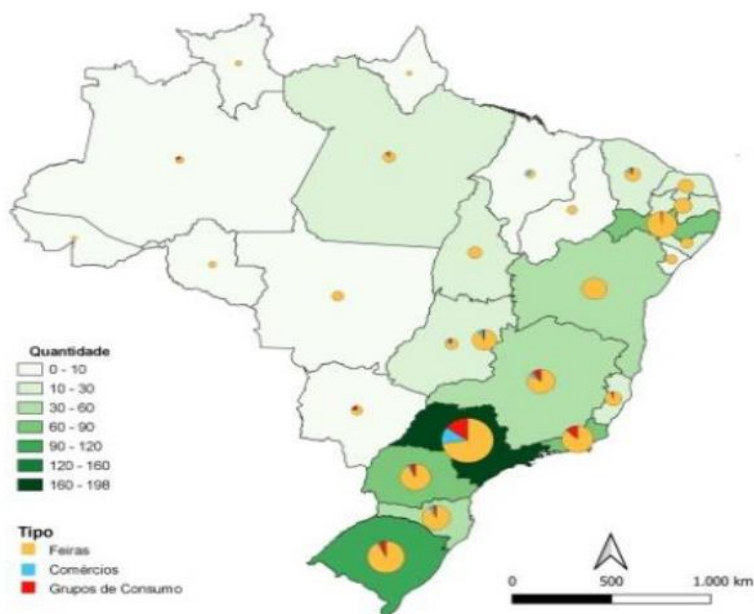 Quantidade
0 - 10
10 - 30
30 - 60
60 - 90
90 - 120
120 - 160
160 - 198
Tipo
Feiras
Comércios
Grupos de Consumo
0 500 1.000 km